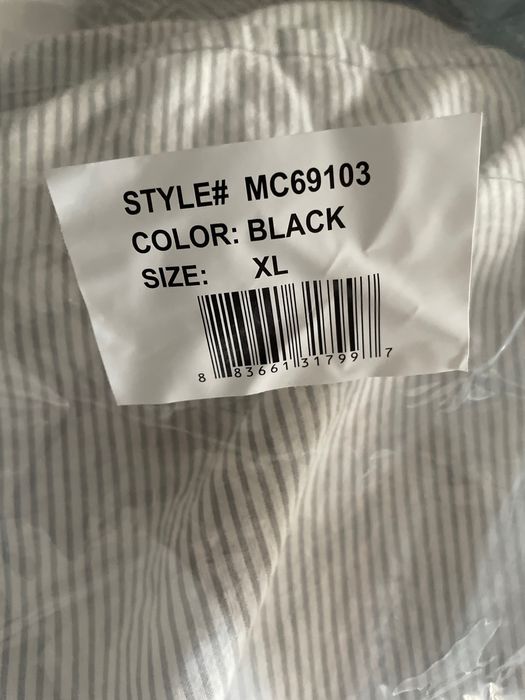 STYLE# MC69103
COLOR: BLACK
SIZE: XL
8 83661 31799 7